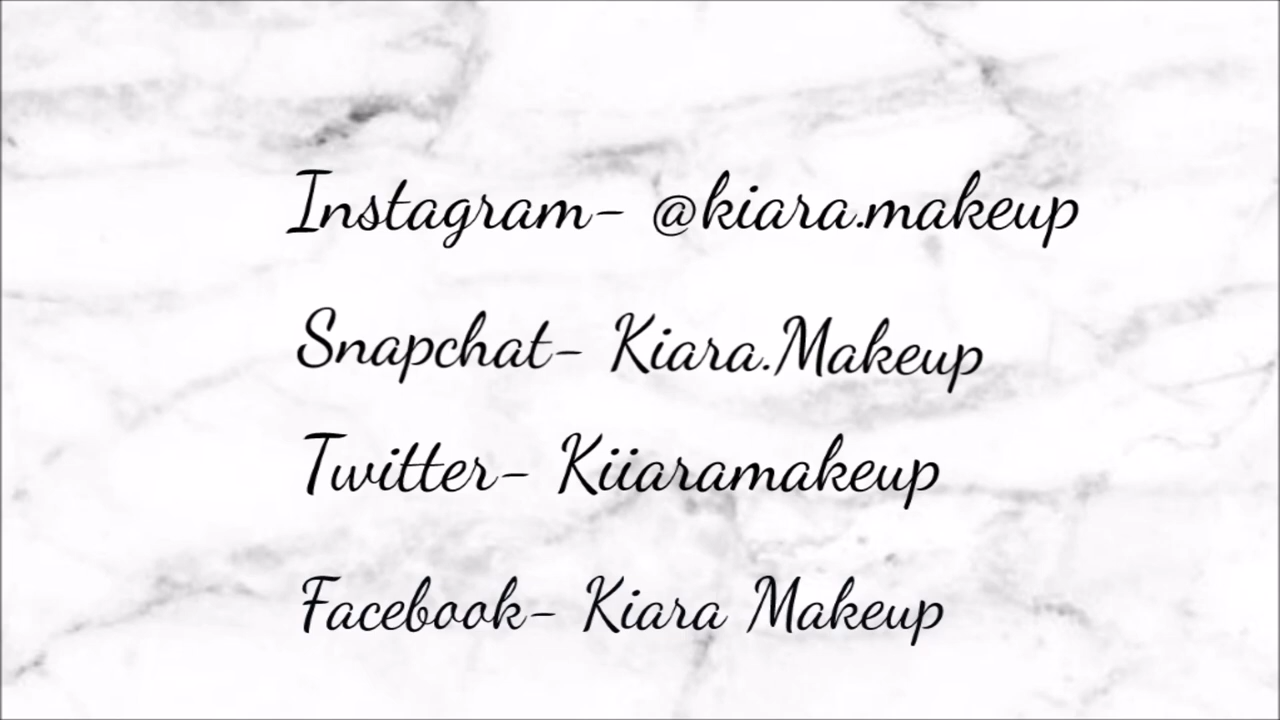 Instagram- @kiara.makeup
Snapchat- Kiara.Makeup
Twitter- Kiiaramakeup
Facebook- Kiara Makeup